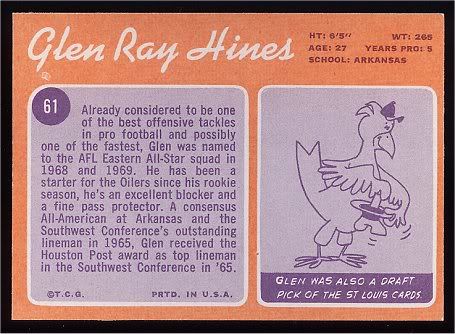 Glen Ray Hines
HT: 6'5" WT: 265
AGE: 27 YEARS PRO: 5
SCHOOL: ARKANSAS
61
Already considered to be one
of the best offensive tackles
in pro football and possibly
one of the fastest, Glen was named
to the AFL Eastern All-Star squad in
1968 and 1969. He has been a
starter for the Oilers since his rookie
season, he's an excellent blocker and
a fine pass protector. A consensus
All-American at Arkansas and the
Southwest Conference's outstanding
lineman in 1965, Glen received the
Houston Post award as top lineman
in the Southwest Conference in '65.
©T.C.G. PRTD. IN U.S.A.
GLEN WAS ALSO A DRAFT
PICK OF THE ST LOUIS CARDS.